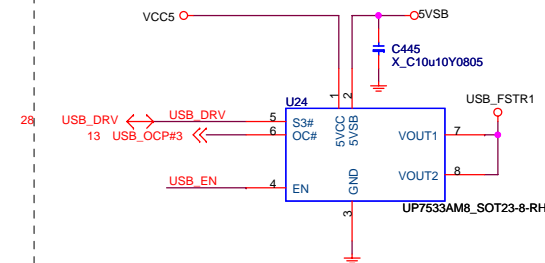 VCC5
5VSB
C445
X_C10u10Y0805
U24
USB_FSTR1
1
2
28
USB_DRV
USB_DRV
5
S3#
5VCC
5VSB
VOUT1
7
13
USB_OCP#3
6
OC#
USB_EN
4
EN
GND
VOUT2
8
3
UP7533AM8_SOT23-8-RH